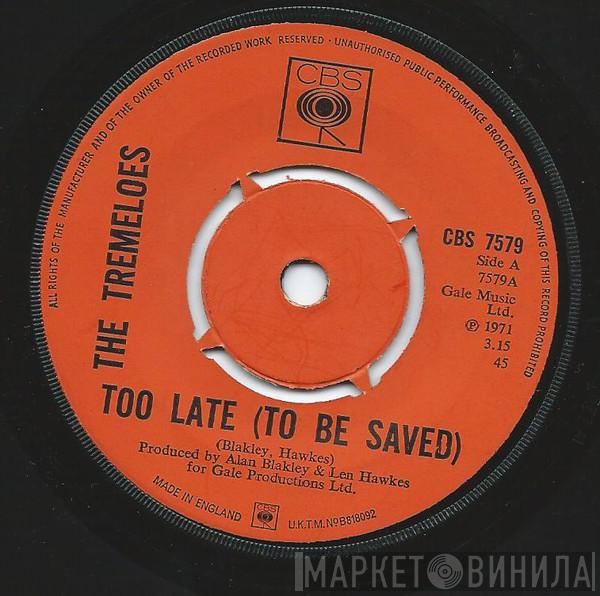 ALL RIGHTS OF THE MANUFACTURER AND OF THE OWNER OF THE RECORDED WORK RESERVED · UNAUTHORISED PUBLIC PERFORMANCE BROADCASTING AND COPYING OF THIS RECORD PROHIBITED
CBS
THE TREMELOES
CBS 7579
Side A
7579A
Gale Music
Ltd.
℗ 1971
3.15
45
TOO LATE (TO BE SAVED)
(Blakley, Hawkes)
Produced by Alan Blakley & Len Hawkes
for Gale Productions Ltd.
MADE IN ENGLAND
CBS
U.K.T.M.NºB818092
МАРКЕТ ВИНИЛА